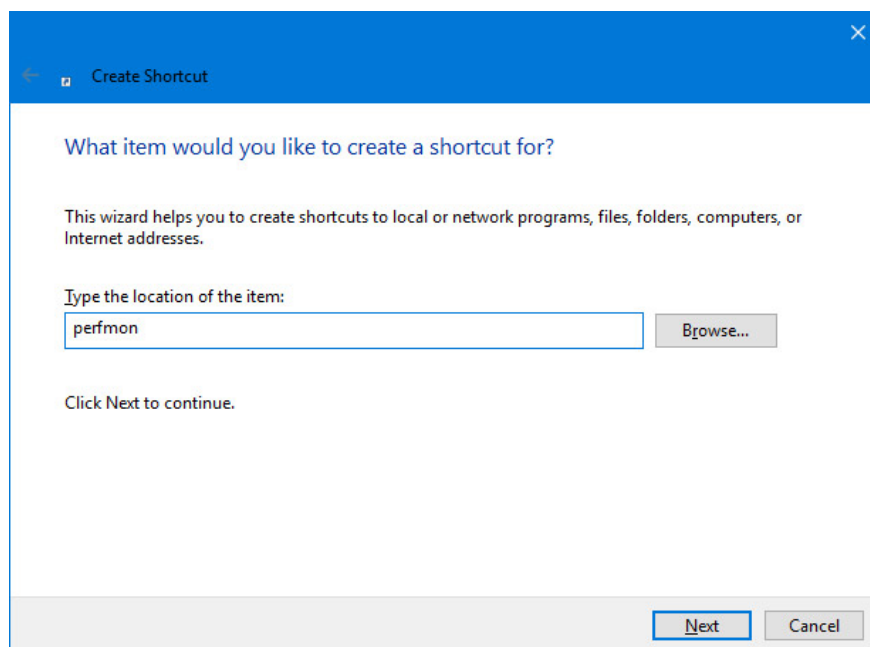 Create Shortcut
What item would you like to create a shortcut for?
This wizard helps you to create shortcuts to local or network programs, files, folders, computers, or
Internet addresses.
Type the location of the item:
perfmon
Browse...
Click Next to continue.
Next
Cancel